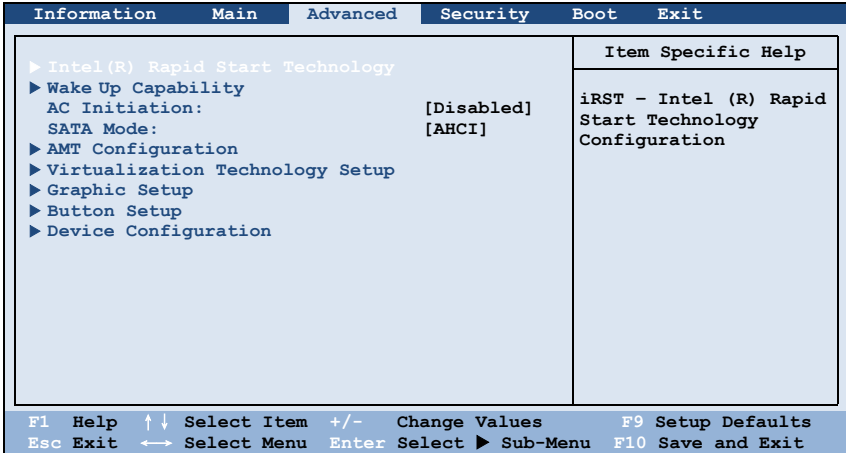 Information Main Advanced Security Boot Exit
Item Specific Help
▶ Intel(R) Rapid Start Technology
▶ Wake Up Capability
AC Initiation: [Disabled]
SATA Mode: [AHCI]
▶ AMT Configuration
▶ Virtualization Technology Setup
▶ Graphic Setup
▶ Button Setup
▶ Device Configuration
iRST – Intel (R) Rapid
Start Technology
Configuration
F1 Help ↑↓ Select Item +/- Change Values F9 Setup Defaults
Esc Exit ←→ Select Menu Enter Select ▶ Sub-Menu F10 Save and Exit